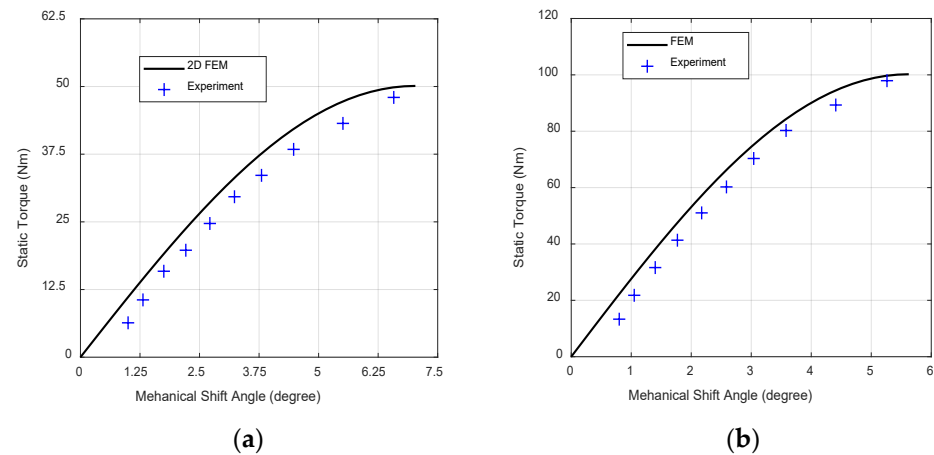 62.5
50
37.5
25
12.5
0
Static Torque (Nm)
2D FEM
Experiment
0 1.25 2.5 3.75 5 6.25 7.5
Mehanical Shift Angle (degree)
(a)
120
100
80
60
40
20
0
Static Torque (Nm)
FEM
Experiment
0 1 2 3 4 5 6
Mehanical Shift Angle (degree)
(b)